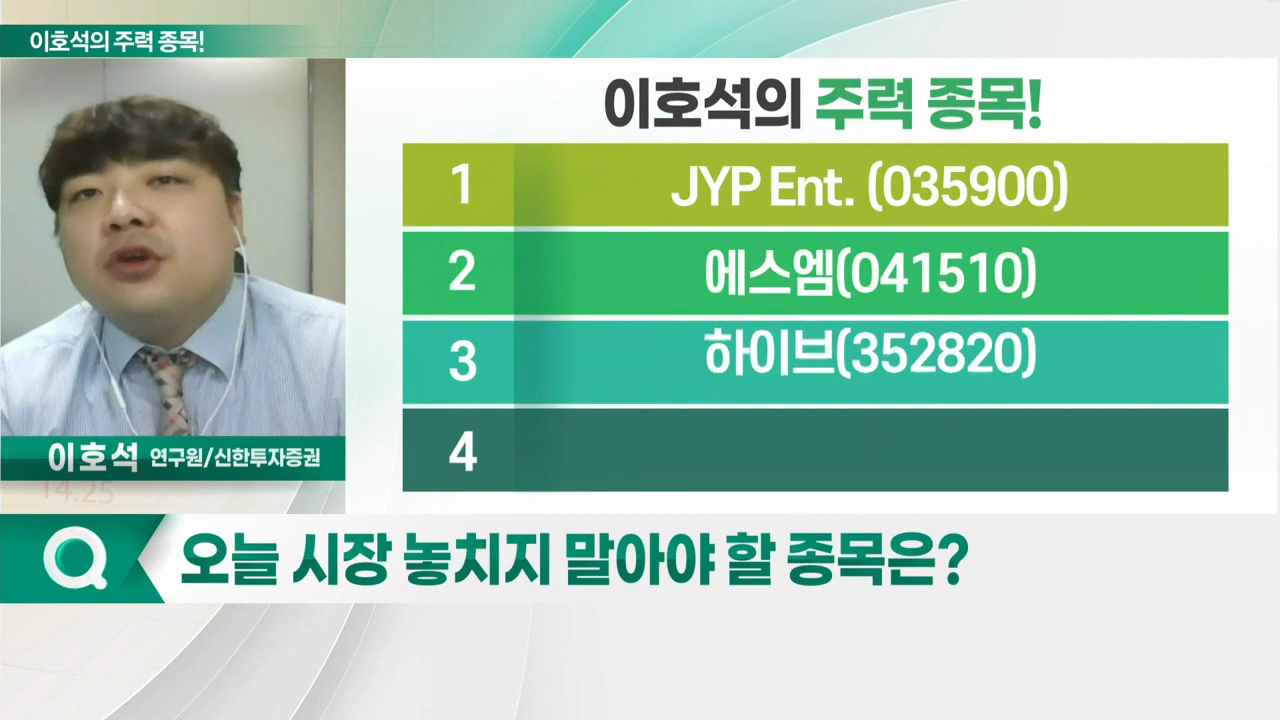 이호석의 주력 종목!
이호석의 주력 종목!
1 JYP Ent. (035900)
2 에스엠(041510)
3 하이브(352820)
4
이호석 연구원/신한투자증권
14.25
Q 오늘 시장 놓치지 말아야 할 종목은?